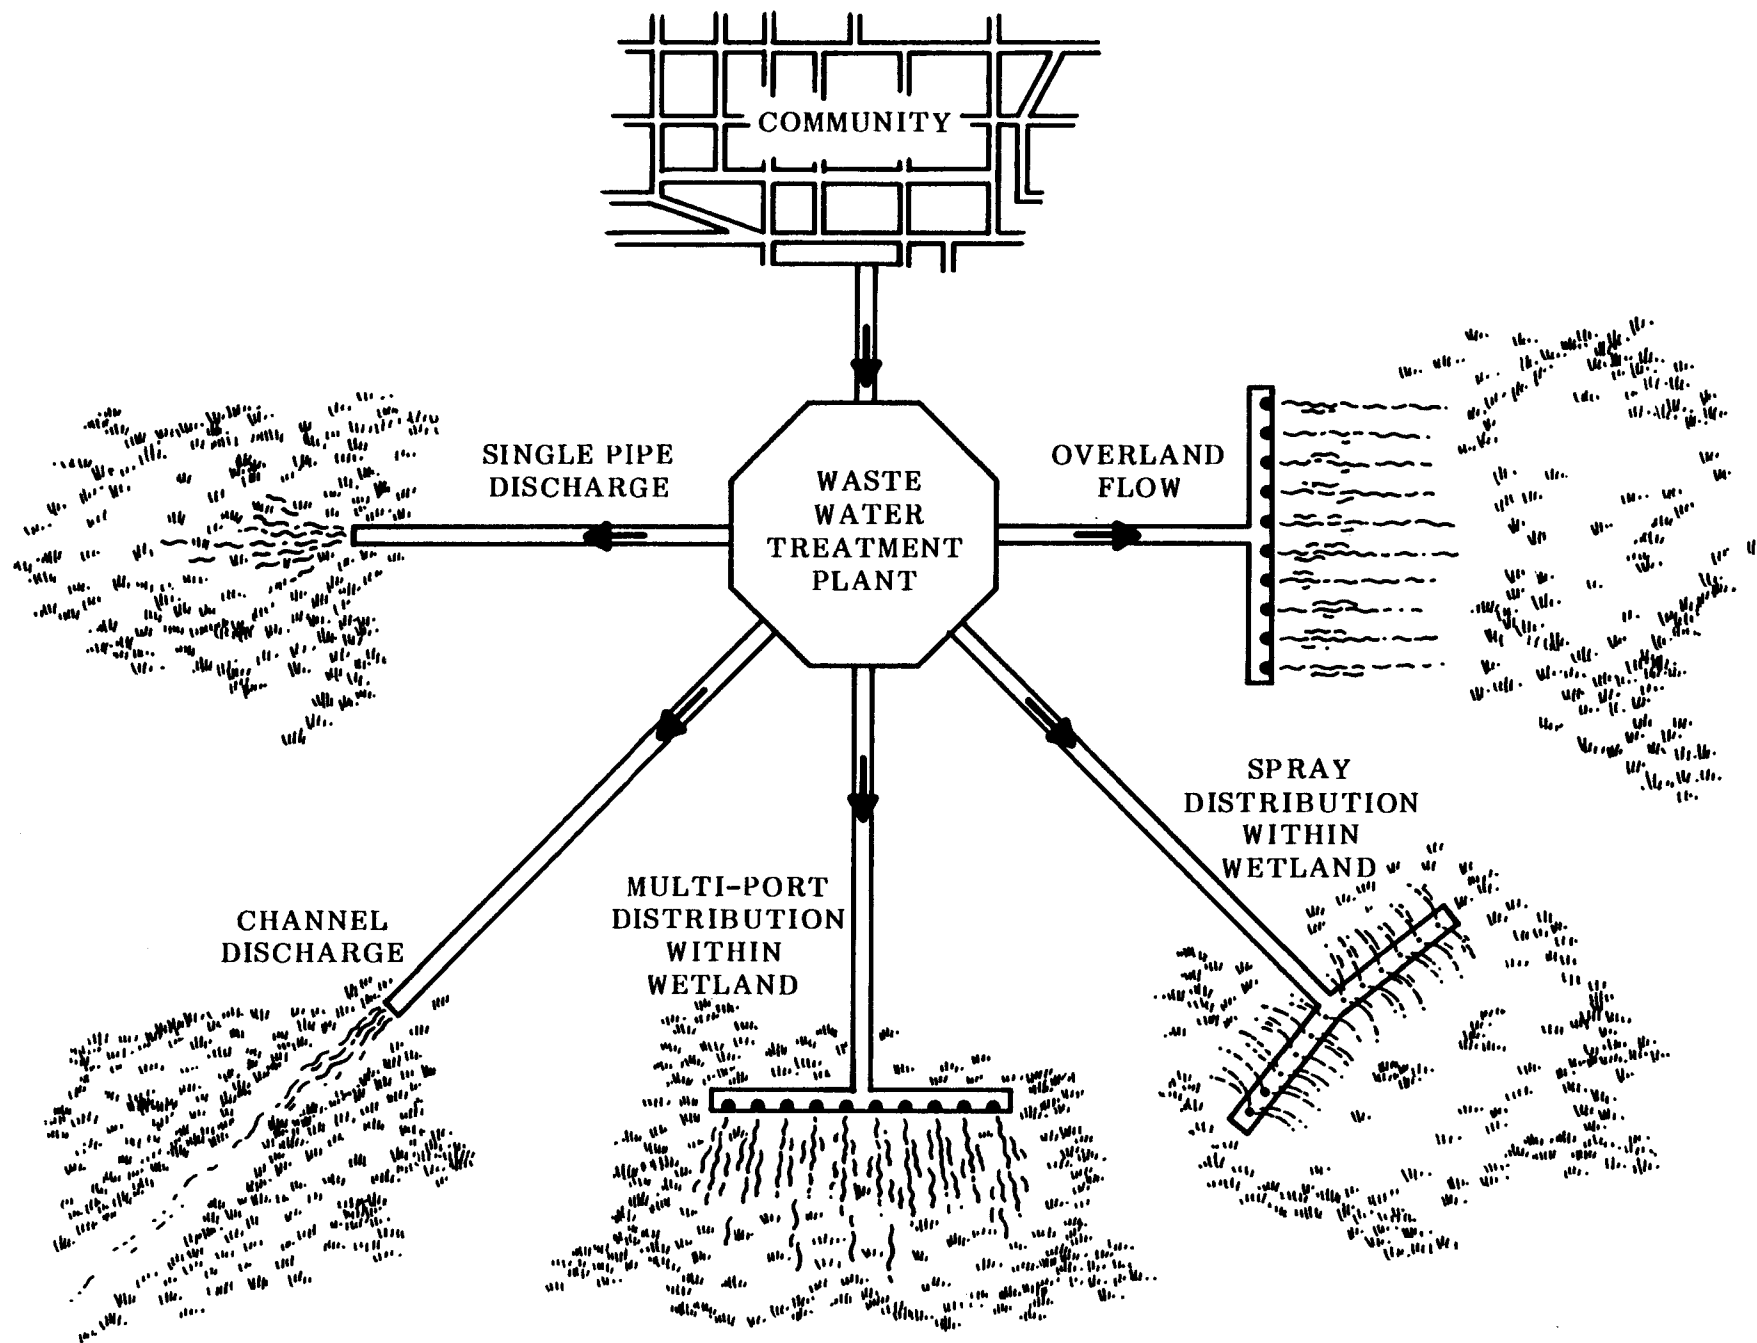 COMMUNITY
SINGLE PIPE
DISCHARGE
WASTE
WATER
TREATMENT
PLANT
OVERLAND
FLOW
SPRAY
DISTRIBUTION
WITHIN
WETLAND
MULTI-PORT
DISTRIBUTION
WITHIN
WETLAND
CHANNEL
DISCHARGE